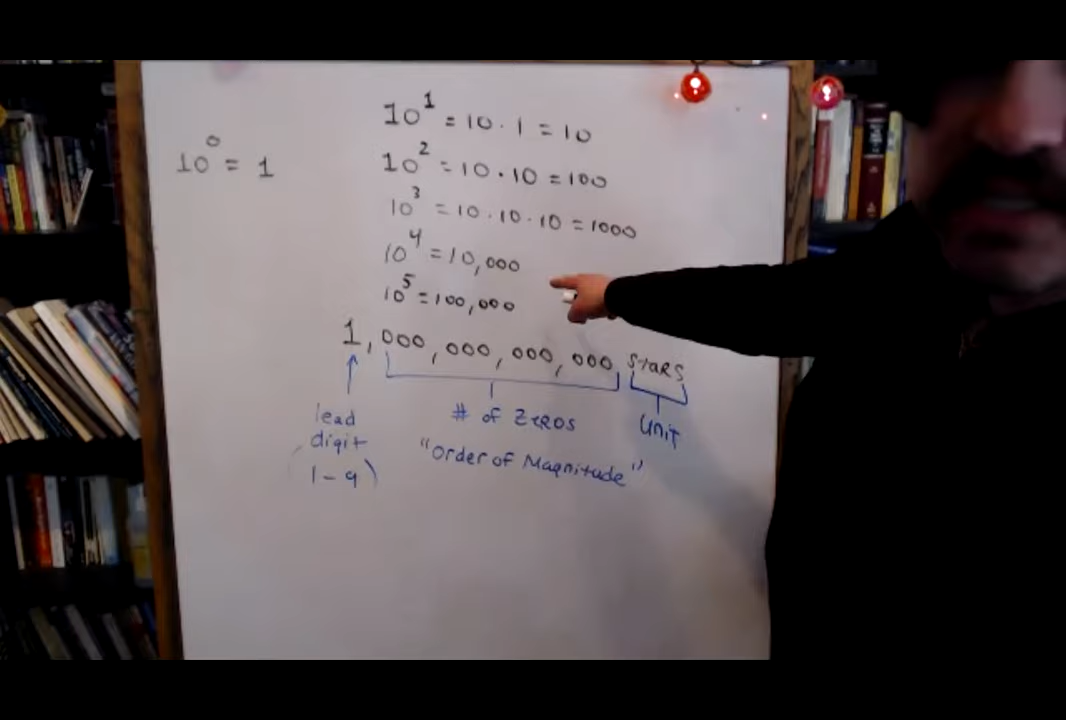 10⁰ = 1
10¹ = 10 · 1 = 10
10² = 10 · 10 = 100
10³ = 10 · 10 · 10 = 1000
10⁴ = 10,000
10⁵ = 100,000
1,000,000,000,000 STARS
lead digit (1-9)
# of ZEROS
"Order of Magnitude"
Unit